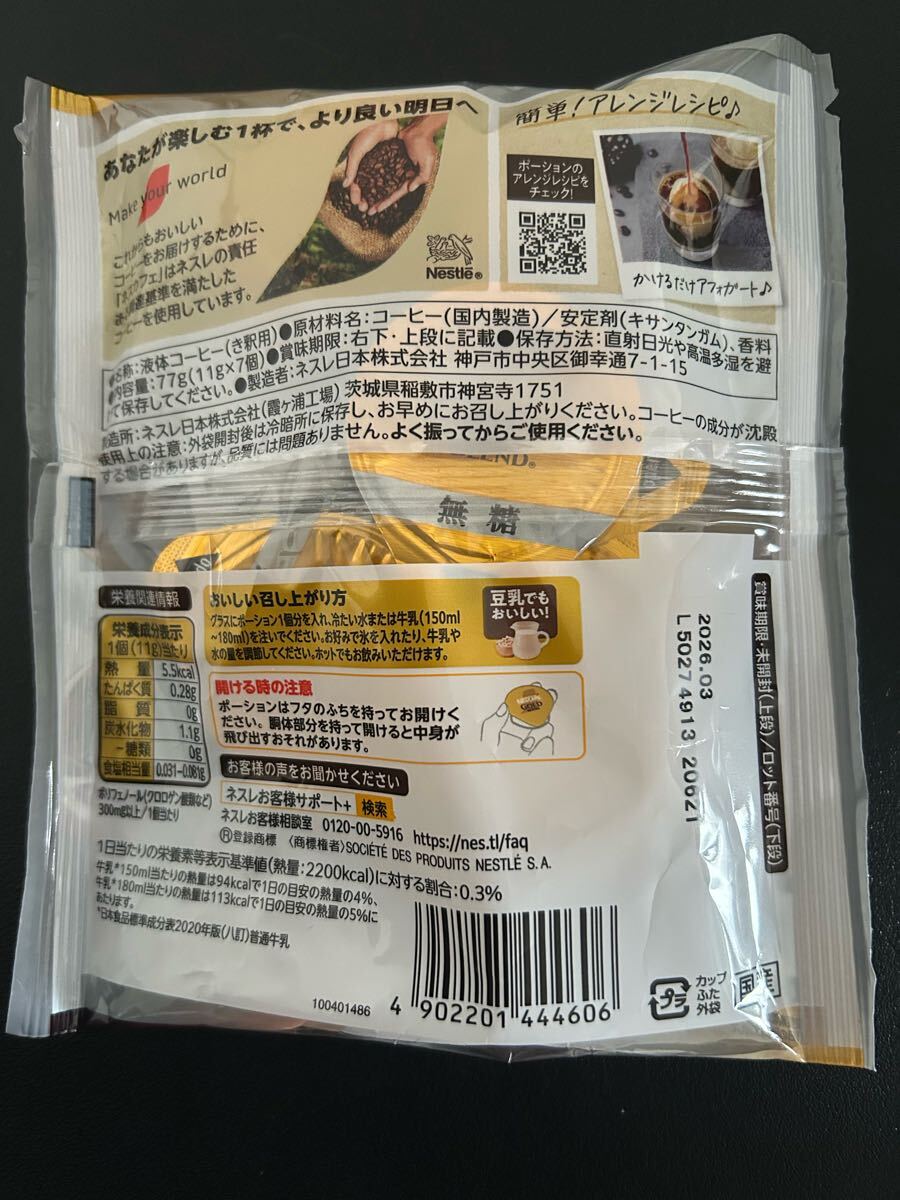 あなたが楽しむ1杯で、より良い明日へ
Make your world
これからもおいしい
コーヒーをお届けするために、
「ネスカフェ」はネスレの責任
ある調達基準を満たした
コーヒーを使用しています。
Nestlé®
簡単!アレンジレシピ♪
ポーションの
アレンジレシピを
チェック!
かけるだけアフォガート♪
●名称:液体コーヒー(き釈用)●原材料名:コーヒー(国内製造)/安定剤(キサンタンガム)、香料
●内容量:77g(11g×7個)●賞味期限:右下・上段に記載●保存方法:直射日光や高温多湿を避
けて保存してください。●製造者:ネスレ日本株式会社 神戸市中央区御幸通7-1-15
製造所:ネスレ日本株式会社(霞ヶ浦工場) 茨城県稲敷市神宮寺1751
使用上の注意:外袋開封後は冷暗所に保存し、お早めにお召し上がりください。コーヒーの成分が沈殿
する場合がありますが、品質には問題ありません。よく振ってからご使用ください。
無糖
栄養関連情報
栄養成分表示
1個(11g)当たり
熱量 5.5kcal
たんぱく質 0.28g
脂質 0g
炭水化物 1.1g
-糖類 0g
食塩相当量 0.031-0.081g
ポリフェノール(クロロゲン酸類など)
300mg以上/1個当たり
おいしい召し上がり方
グラスにポーション1個分を入れ、冷たい水または牛乳(150ml
~180ml)を注いでください。お好みで氷を入れたり、牛乳や
水の量を調節してください。ホットでもお飲みいただけます。
豆乳でも
おいしい!
開ける時の注意
ポーションはフタのふちを持ってお開けく
ださい。胴体部分を持って開けると中身が
飛び出すおそれがあります。
GOLD
お客様の声をお聞かせください
ネスレお客様サポート+ 検索
ネスレお客様相談室 0120-00-5916 https://nes.tl/faq
Ⓡ登録商標 〈商標権者〉SOCIÉTÉ DES PRODUITS NESTLÉ S.A.
1日当たりの栄養素等表示基準値(熱量:2200kcal)に対する割合:0.3%
牛乳*150ml当たりの熱量は94kcalで1日の目安の熱量の4%、
牛乳*180ml当たりの熱量は113kcalで1日の目安の熱量の5%に
あたります。
*日本食品標準成分表2020年版(八訂)普通牛乳
100401486
4 902201 444606
プラ
カップ
ふた
外袋
国産
賞味期限・未開封(上段)/ロット番号(下段)
2026.03
L 50274913 20621